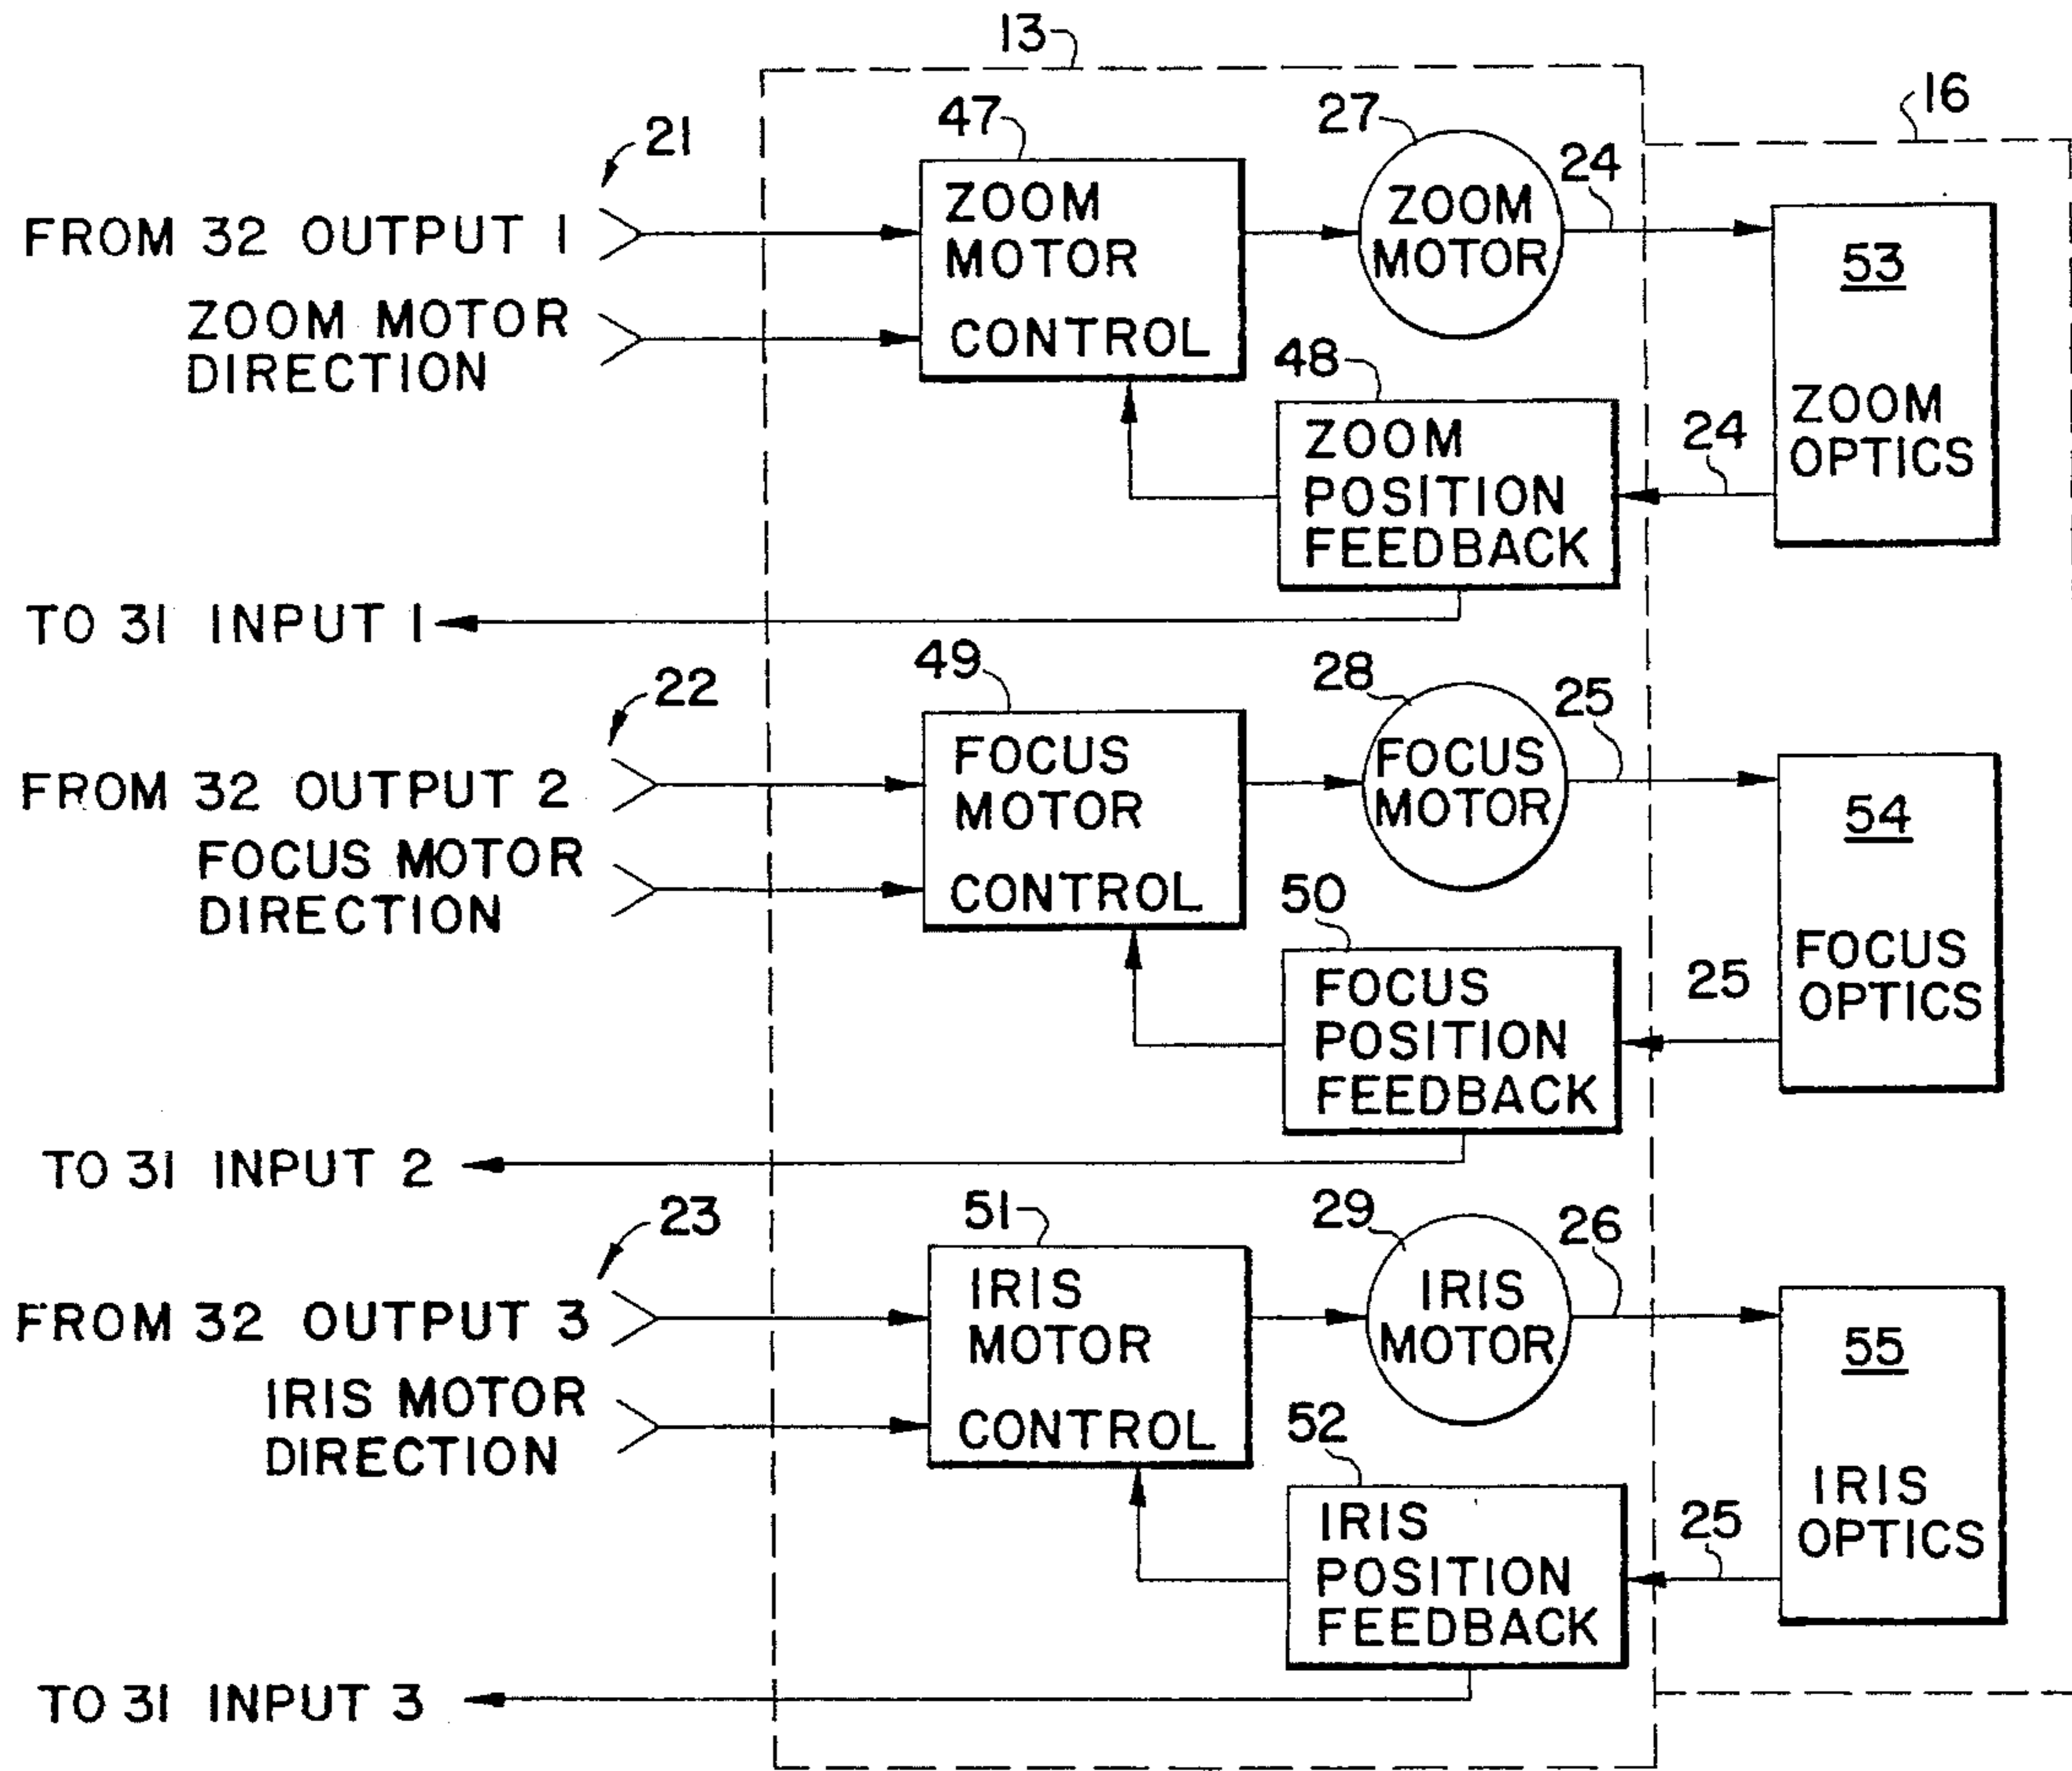 13
16
47
27
24
21
FROM 32 OUTPUT 1
ZOOM MOTOR
DIRECTION
ZOOM
MOTOR
CONTROL
ZOOM
MOTOR
53
ZOOM
OPTICS
48
24
ZOOM
POSITION
FEEDBACK
TO 31 INPUT 1
49
28
25
22
FROM 32 OUTPUT 2
FOCUS MOTOR
DIRECTION
FOCUS
MOTOR
CONTROL
FOCUS
MOTOR
54
FOCUS
OPTICS
50
25
FOCUS
POSITION
FEEDBACK
TO 31 INPUT 2
51
29
26
23
FROM 32 OUTPUT 3
IRIS MOTOR
DIRECTION
IRIS
MOTOR
CONTROL
IRIS
MOTOR
55
IRIS
OPTICS
52
25
IRIS
POSITION
FEEDBACK
TO 31 INPUT 3